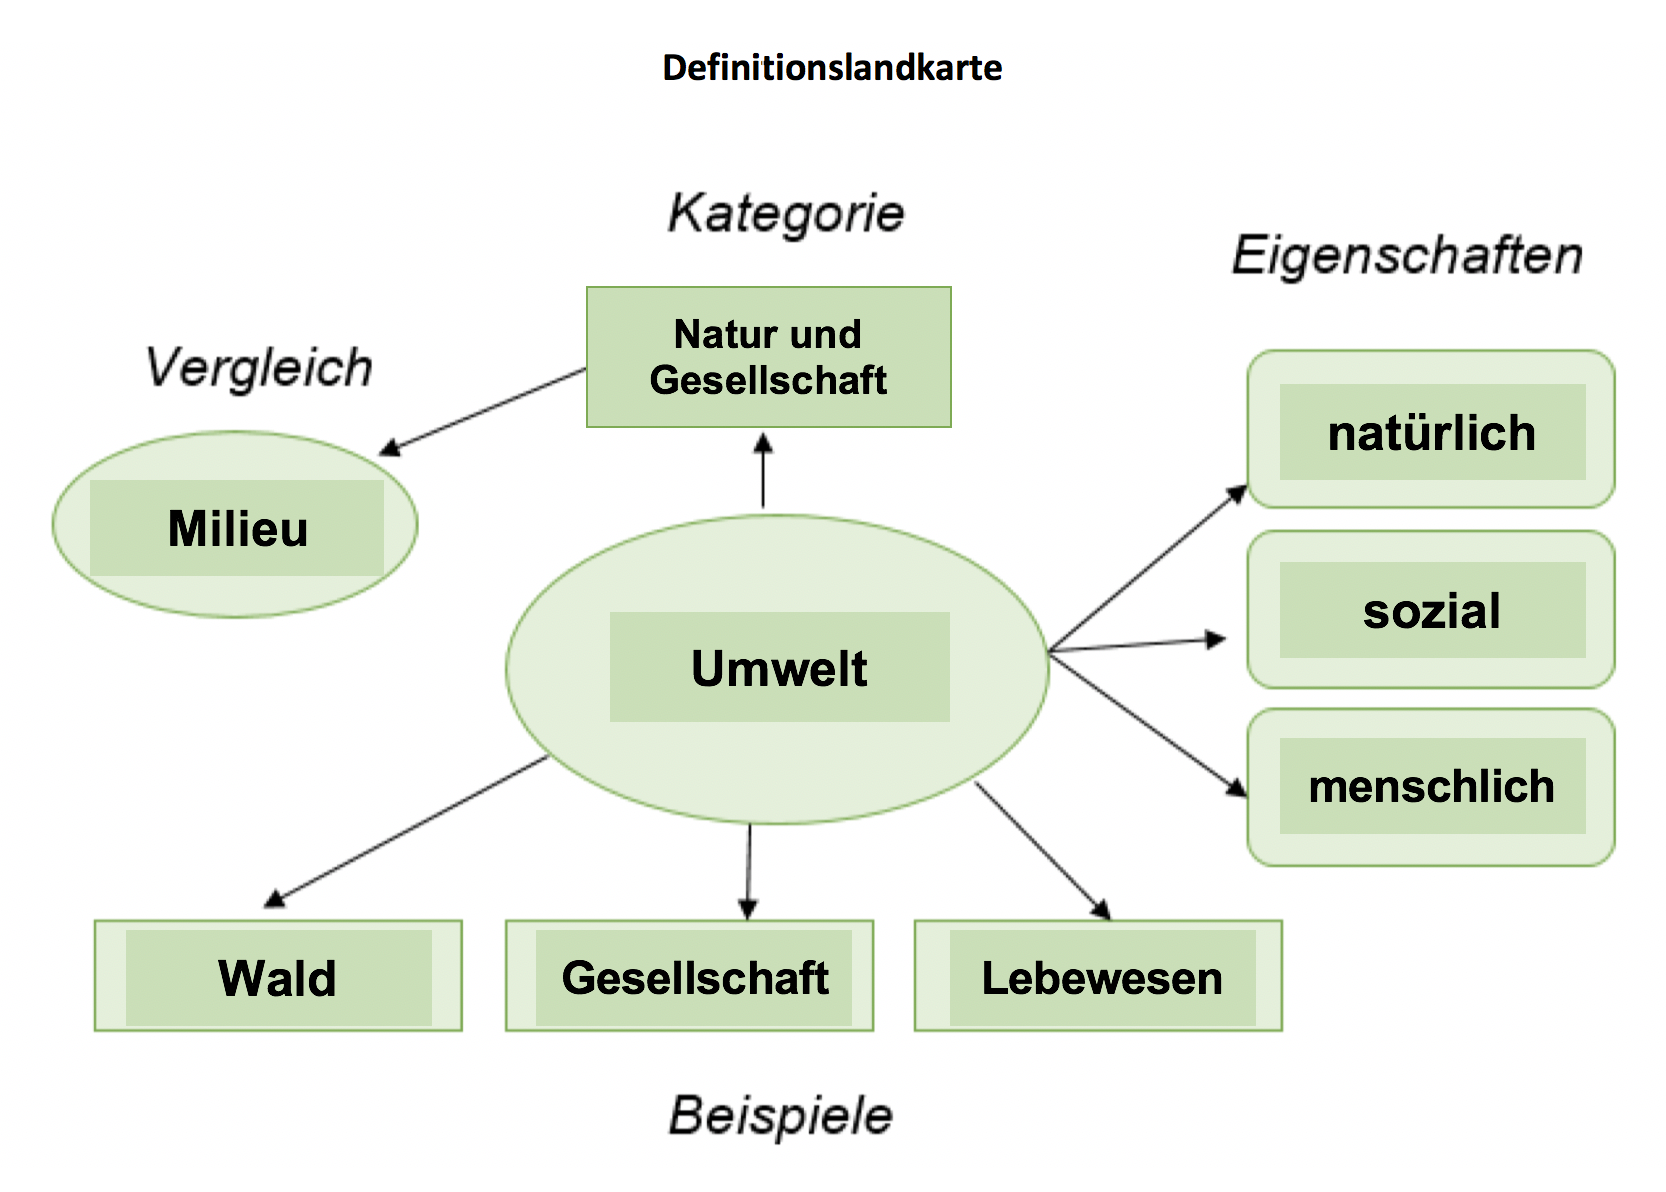 Definitionslandkarte
Kategorie
Eigenschaften
Natur und
Gesellschaft
Vergleich
natürlich
Milieu
sozial
Umwelt
menschlich
Wald
Gesellschaft
Lebewesen
Beispiele